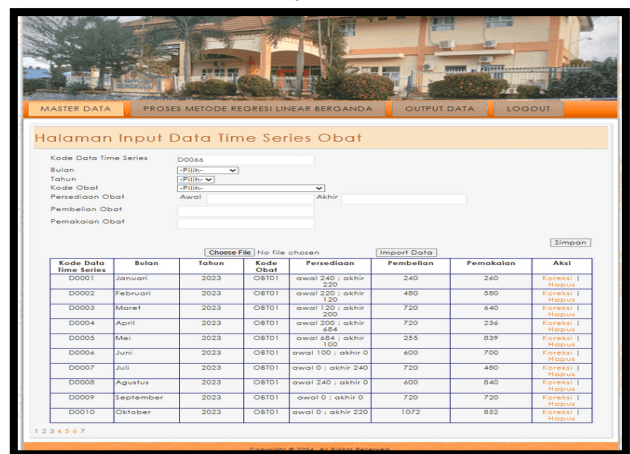 BENGKULU
MASTER DATA PROSES METODE REGRESI LINEAR BERGANDA OUTPUT DATA LOGOUT
Halaman Input Data Time Series Obat
Kode Data Time Series D0066
Bulan -Pilih-
Tahun -Pilih-
Kode Obat -Pilih-
Persediaan Obat Awal Akhir
Pembelian Obat
Pemakaian Obat
Simpan
Choose File No file chosen Import Data
Kode Data Bulan Tahun Kode Persediaan Pembelian Pemakaian Aksi
Time Series Obat
D0001 Januari 2023 OBT01 awal 240 ; akhir 240 260 Koreksi |
220 Hapus
D0002 Februari 2023 OBT01 awal 220 ; akhir 480 580 Koreksi |
120 Hapus
D0003 Maret 2023 OBT01 awal 120 ; akhir 720 640 Koreksi |
200 Hapus
D0004 April 2023 OBT01 awal 200 ; akhir 720 236 Koreksi |
684 Hapus
D0005 Mei 2023 OBT01 awal 684 ; akhir 255 839 Koreksi |
100 Hapus
D0006 Juni 2023 OBT01 awal 100 ; akhir 0 600 700 Koreksi |
Hapus
D0007 Juli 2023 OBT01 awal 0 ; akhir 240 720 480 Koreksi |
Hapus
D0008 Agustus 2023 OBT01 awal 240 ; akhir 0 600 840 Koreksi |
Hapus
D0009 September 2023 OBT01 awal 0 ; akhir 0 720 720 Koreksi |
Hapus
D0010 Oktober 2023 OBT01 awal 0 ; akhir 220 1072 852 Koreksi |
Hapus
1 2 3 4 5 6 7
Copyright © 2024. All Rights Reserved